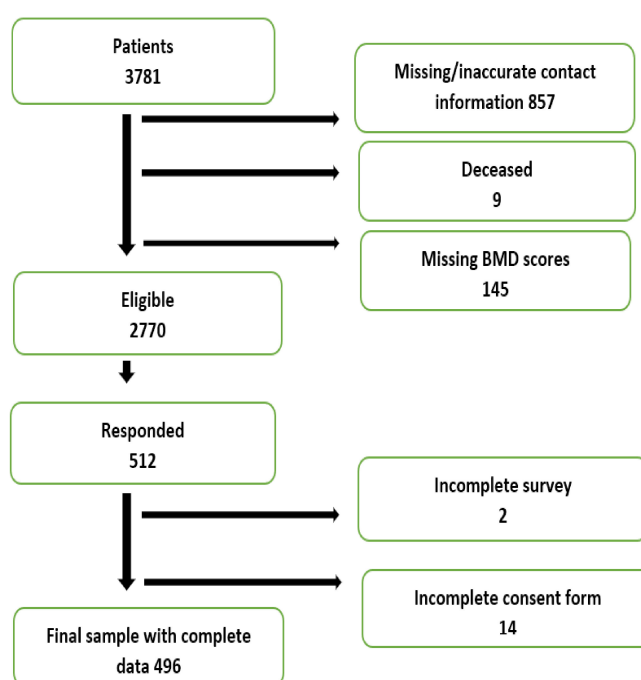 Patients
3781
Missing/inaccurate contact
information 857
Deceased
9
Missing BMD scores
145
Eligible
2770
Responded
512
Incomplete survey
2
Incomplete consent form
14
Final sample with complete
data 496